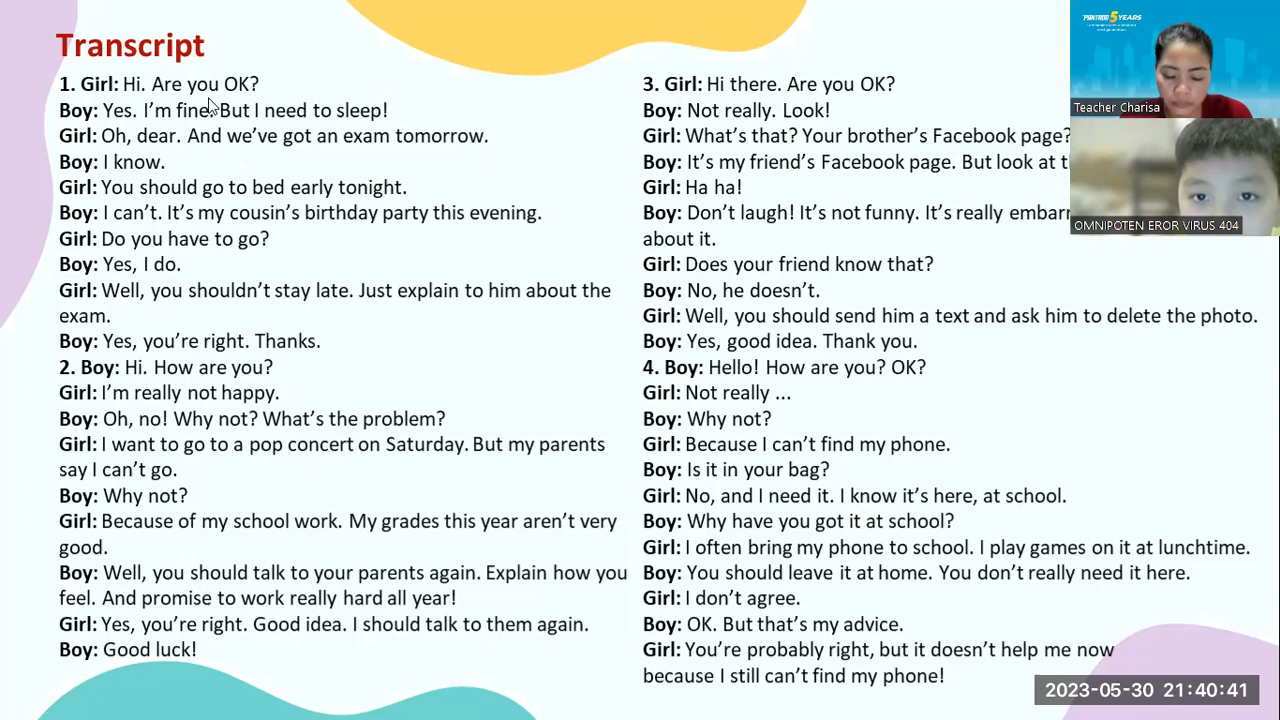 Transcript
1. Girl: Hi. Are you OK?
Boy: Yes. I'm fine. But I need to sleep!
Girl: Oh, dear. And we've got an exam tomorrow.
Boy: I know.
Girl: You should go to bed early tonight.
Boy: I can't. It's my cousin's birthday party this evening.
Girl: Do you have to go?
Boy: Yes, I do.
Girl: Well, you shouldn't stay late. Just explain to him about the
exam.
Boy: Yes, you're right. Thanks.
2. Boy: Hi. How are you?
Girl: I'm really not happy.
Boy: Oh, no! Why not? What's the problem?
Girl: I want to go to a pop concert on Saturday. But my parents
say I can't go.
Boy: Why not?
Girl: Because of my school work. My grades this year aren't very
good.
Boy: Well, you should talk to your parents again. Explain how you
feel. And promise to work really hard all year!
Girl: Yes, you're right. Good idea. I should talk to them again.
Boy: Good luck!
3. Girl: Hi there. Are you OK?
Boy: Not really. Look!
Girl: What's that? Your brother's Facebook page?
Boy: It's my friend's Facebook page. But look at
Girl: Ha ha!
Boy: Don't laugh! It's not funny. It's really
about it.
Girl: Does your friend know that?
Boy: No, he doesn't.
Girl: Well, you should send him a text and ask him to delete the photo.
Boy: Yes, good idea. Thank you.
4. Boy: Hello! How are you? OK?
Girl: Not really ...
Boy: Why not?
Girl: Because I can't find my phone.
Boy: Is it in your bag?
Girl: No, and I need it. I know it's here, at school.
Boy: Why have you got it at school?
Girl: I often bring my phone to school. I play games on it at lunchtime.
Boy: You should leave it at home. You don't really need it here.
Girl: I don't agree.
Boy: OK. But that's my advice.
Girl: You're probably right, but it doesn't help me now
because I still can't find my phone!
5 YEARS
Teacher Charisa
OMNIPOTEN EROR VIRUS 404
2023-05-30 21:40:41